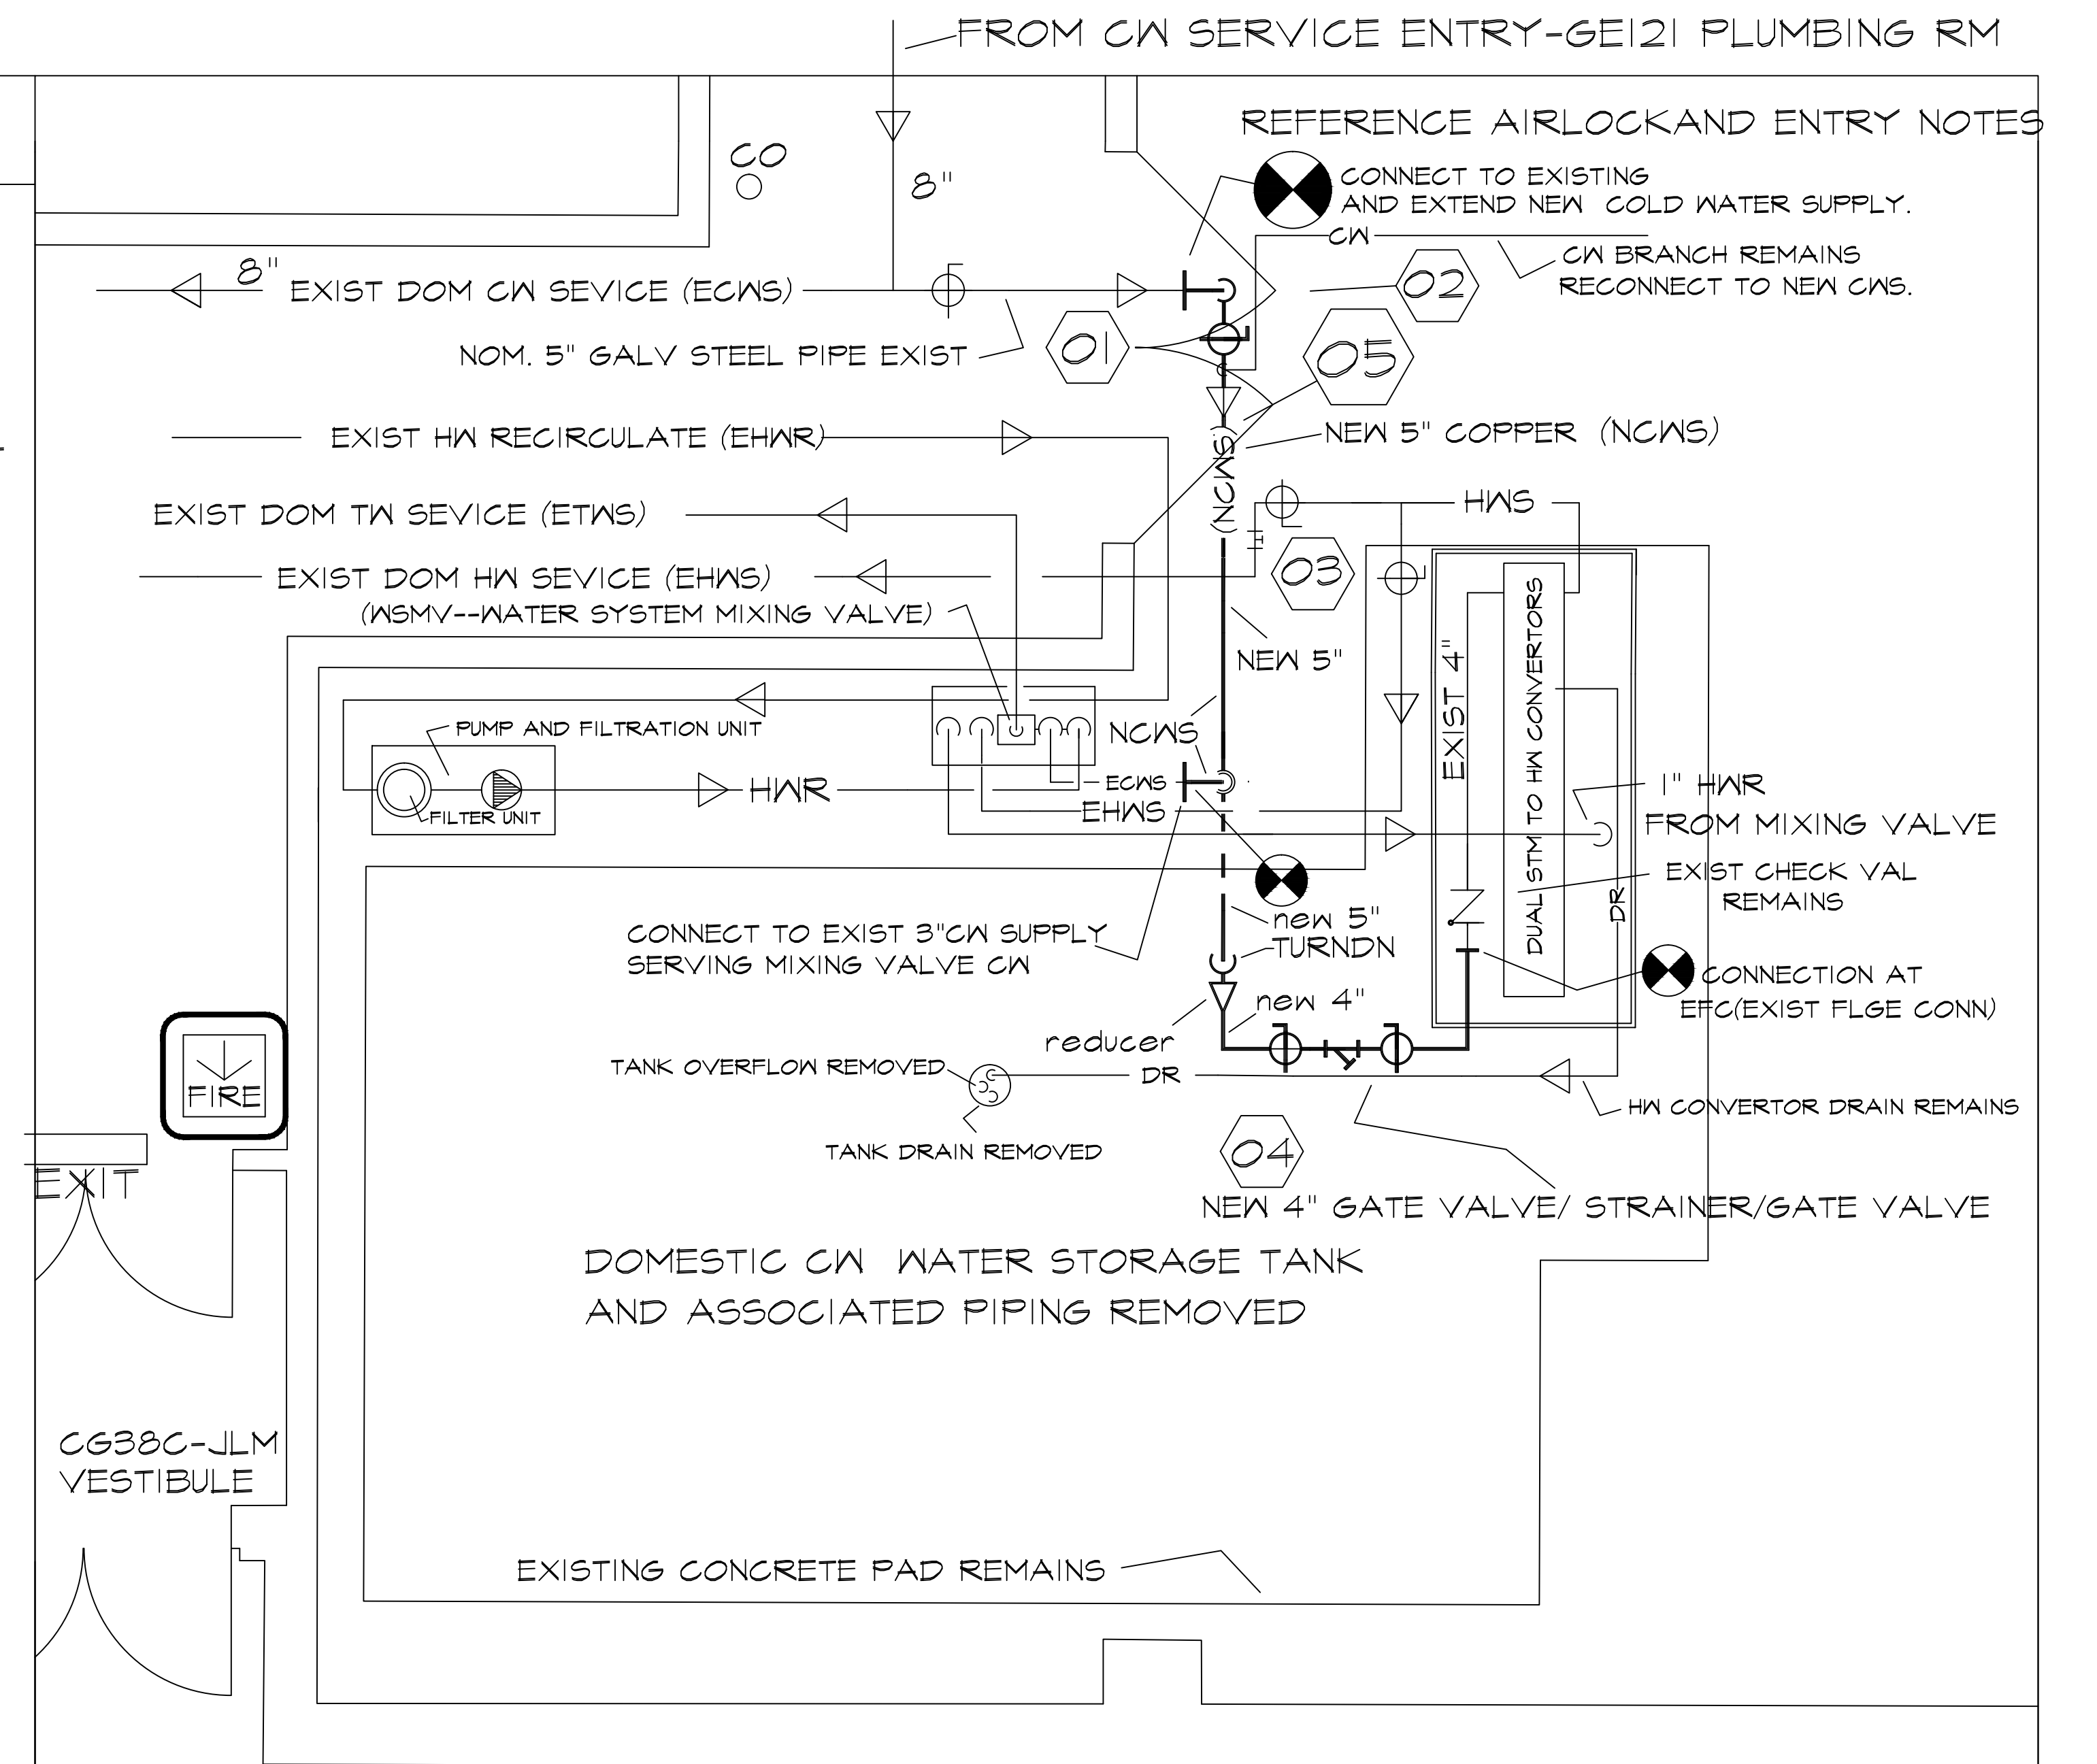 FROM CW SERVICE ENTRY-GE121 PLUMBING RM
REFERENCE AIRLOCKAND ENTRY NOTES
CO
8"
CONNECT TO EXISTING
AND EXTEND NEW COLD WATER SUPPLY.
CW
CW BRANCH REMAINS
RECONNECT TO NEW CWS.
02
8"
EXIST DOM CW SEVICE (ECWS)
NOM. 5" GALV STEEL PIPE EXIST
01
05
EXIST HW RECIRCULATE (EHWR)
NEW 5" COPPER (NCWS)
(NCWS)
EXIST DOM TW SEVICE (ETWS)
HWS
H
03
EXIST DOM HW SEVICE (EHWS)
(WSMV--WATER SYSTEM MIXING VALVE)
NEW 5"
EXIST 4"
DUAL STM TO HW CONVERTORS
PUMP AND FILTRATION UNIT
NCWS
HWR
ECWS
EHWS
FILTER UNIT
1" HWR
FROM MIXING VALVE
EXIST CHECK VAL
REMAINS
DR
CONNECT TO EXIST 3"CW SUPPLY
SERVING MIXING VALVE CW
new 5"
TURNDN
CONNECTION AT
EFC(EXIST FLGE CONN)
new 4"
reducer
TANK OVERFLOW REMOVED
DR
FIRE
HW CONVERTOR DRAIN REMAINS
TANK DRAIN REMOVED
04
EXIT
NEW 4" GATE VALVE/ STRAINER/GATE VALVE
DOMESTIC CW WATER STORAGE TANK
AND ASSOCIATED PIPING REMOVED
CG38C-JLM
VESTIBULE
EXISTING CONCRETE PAD REMAINS